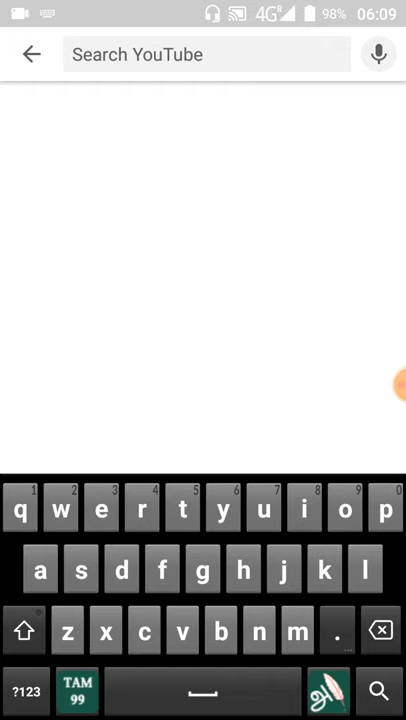 4G R 98% 06:09
Search YouTube
1 2 3 4 5 6 7 8 9 0
q w e r t y u i o p
a s d f g h j k l
z x c v b n m . ...
?123 TAM 99 அ